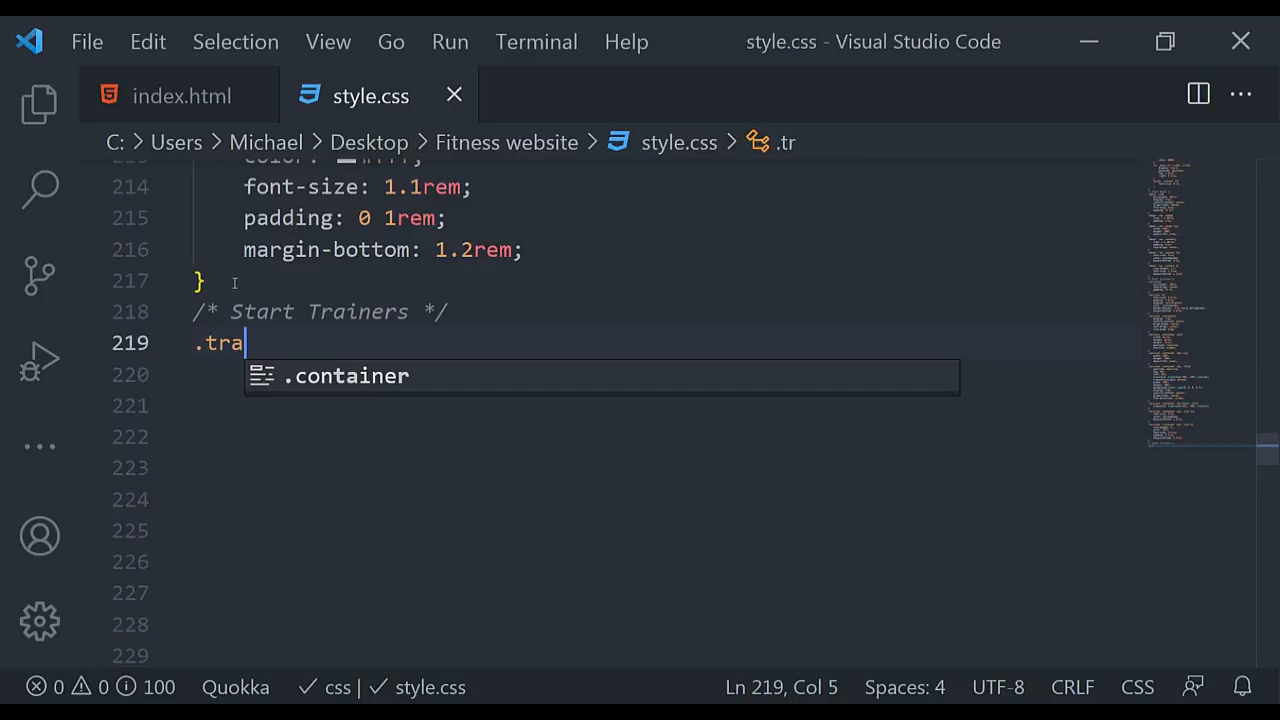 File Edit Selection View Go Run Terminal Help style.css - Visual Studio Code
index.html style.css
C: > Users > Michael > Desktop > Fitness website > style.css > .tr
214 font-size: 1.1rem;
215 padding: 0 1rem;
216 margin-bottom: 1.2rem;
217 }
218 /* Start Trainers */
219 .tra
220 .container
221
222
223
224
225
226
227
228
229
0 0 100 Quokka css | style.css Ln 219, Col 5 Spaces: 4 UTF-8 CRLF CSS